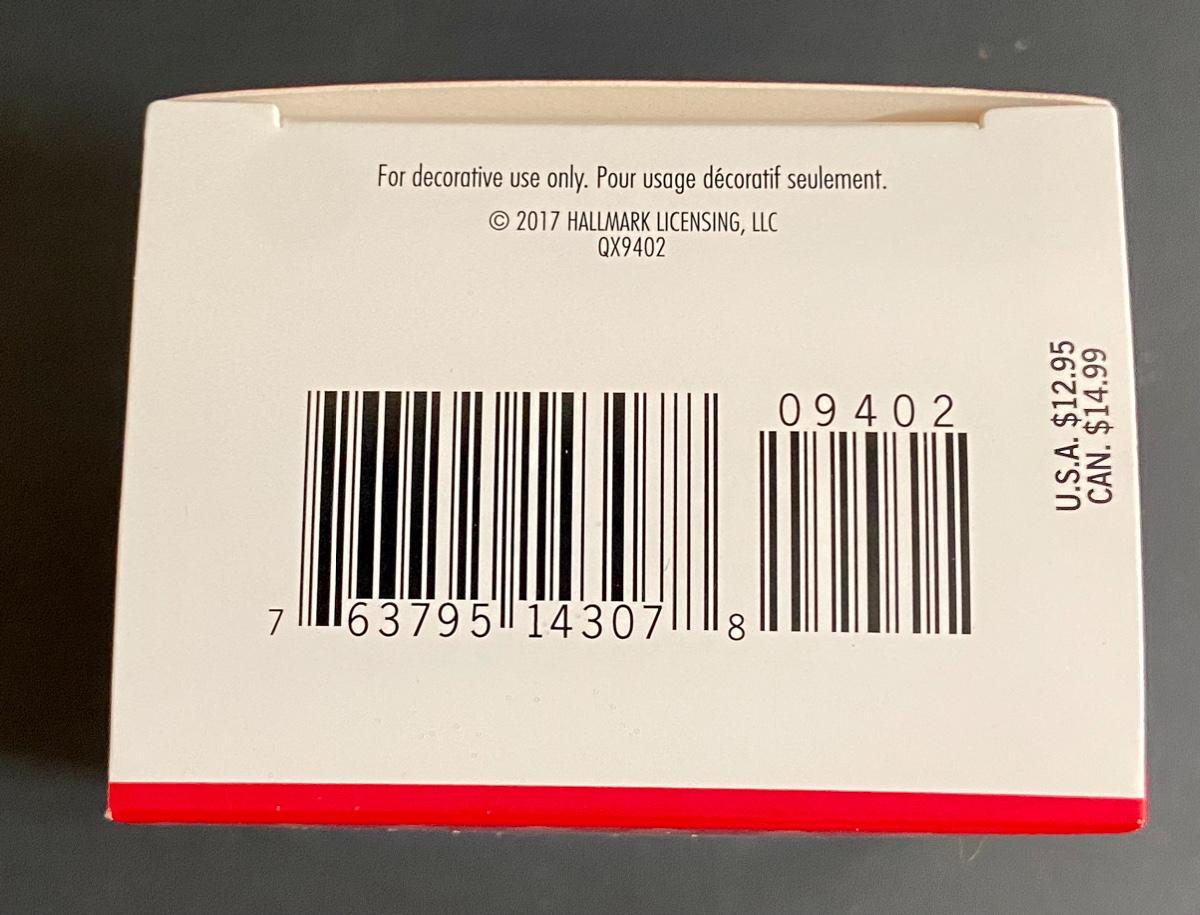 For decorative use only. Pour usage décoratif seulement.
© 2017 HALLMARK LICENSING, LLC
QX9402
U.S.A. $12.95
CAN. $14.99
09402
7 63795 14307 8